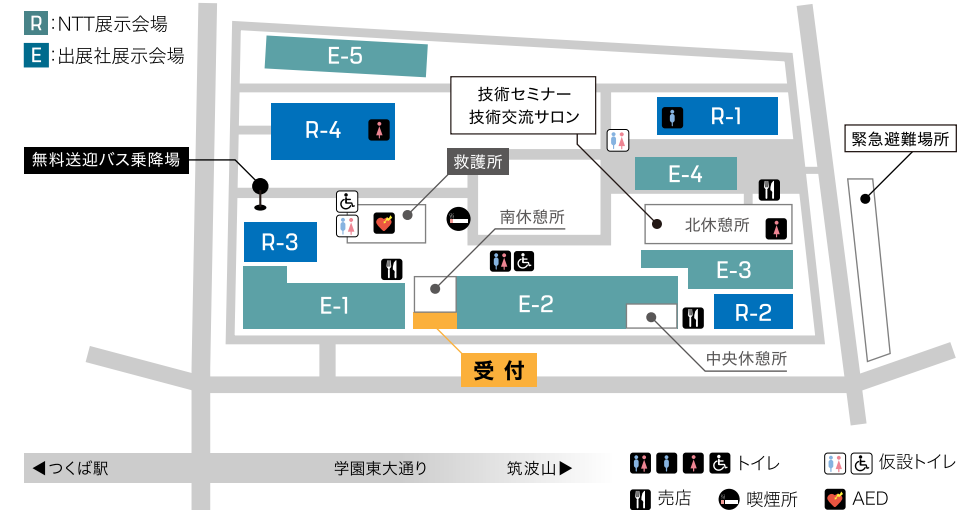 R:NTT展示会場
E:出展社展示会場
E-5
技術セミナー
技術交流サロン
R-4
R-1
緊急避難場所
無料送迎バス乗降場
救護所
E-4
南休憩所
北休憩所
R-3
E-3
E-1
E-2
R-2
中央休憩所
受付
つくば駅
学園東大通り
筑波山
トイレ
仮設トイレ
売店
喫煙所
AED